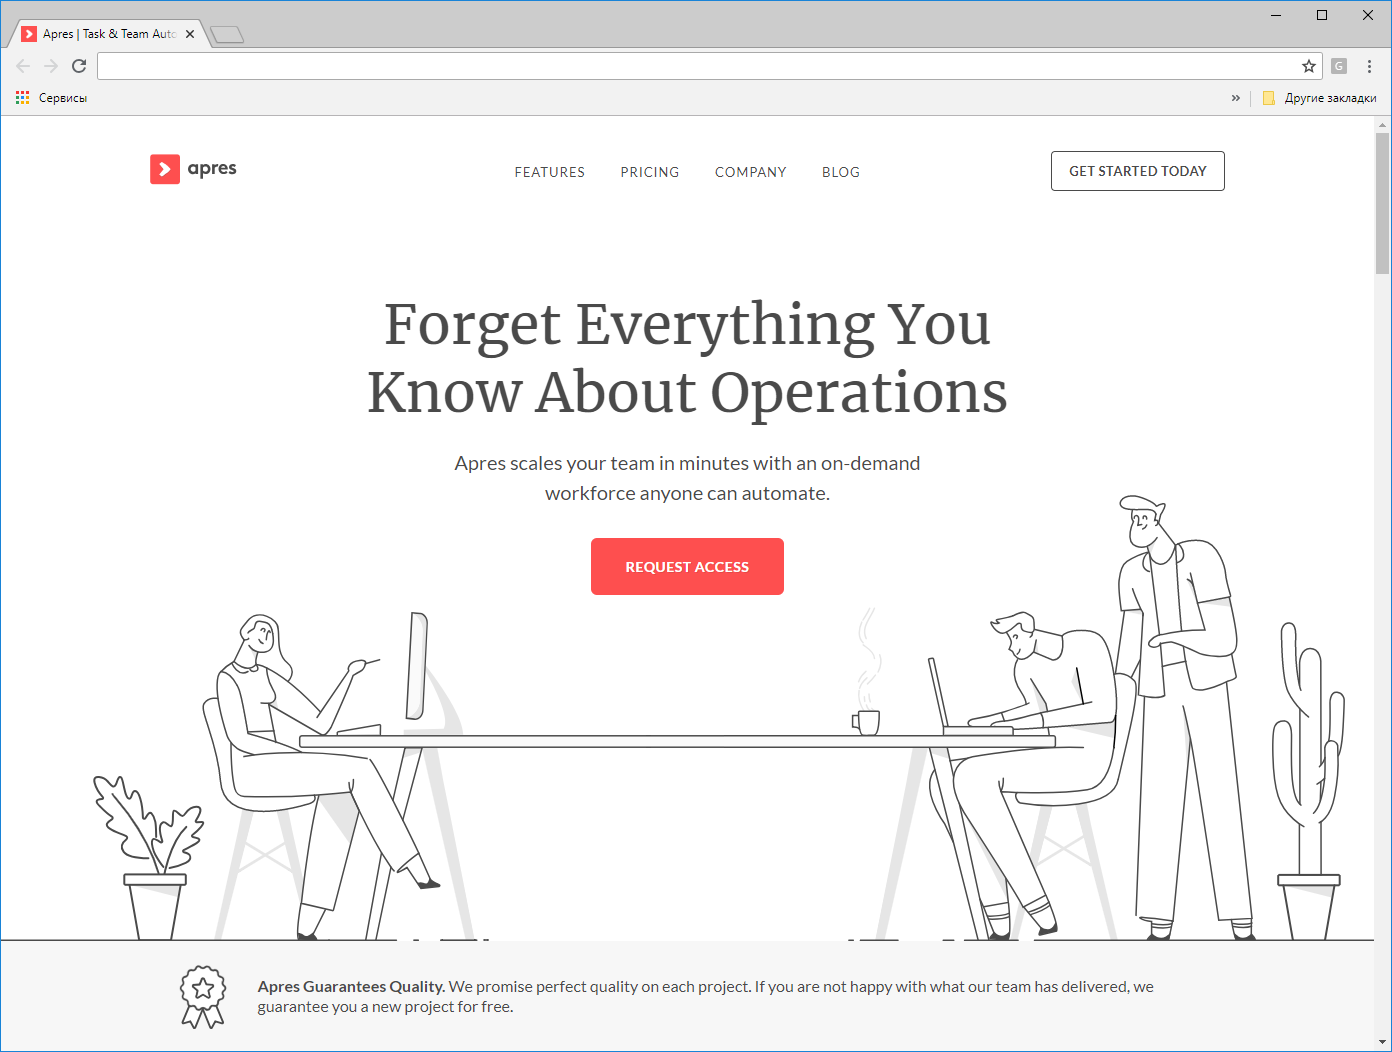 Apres | Task & Team Auto
G
Сервисы
»
Другие закладки
apres
FEATURES PRICING COMPANY BLOG
GET STARTED TODAY
Forget Everything You
Know About Operations
Apres scales your team in minutes with an on-demand
workforce anyone can automate.
REQUEST ACCESS
Apres Guarantees Quality. We promise perfect quality on each project. If you are not happy with what our team has delivered, we
guarantee you a new project for free.